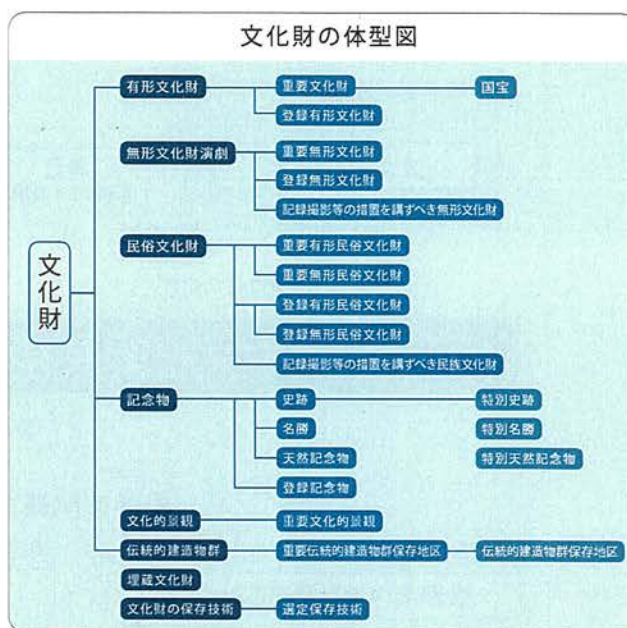 文化財の体型図
文化財
有形文化財
重要文化財
国宝
登録有形文化財
無形文化財演劇
重要無形文化財
登録無形文化財
記録撮影等の措置を講ずべき無形文化財
民俗文化財
重要有形民俗文化財
重要無形民俗文化財
登録有形民俗文化財
登録無形民俗文化財
記録撮影等の措置を講ずべき民族文化財
記念物
史跡
特別史跡
名勝
特別名勝
天然記念物
特別天然記念物
登録記念物
文化的景観
重要文化的景観
伝統的建造物群
重要伝統的建造物群保存地区
伝統的建造物群保存地区
埋蔵文化財
文化財の保存技術
選定保存技術